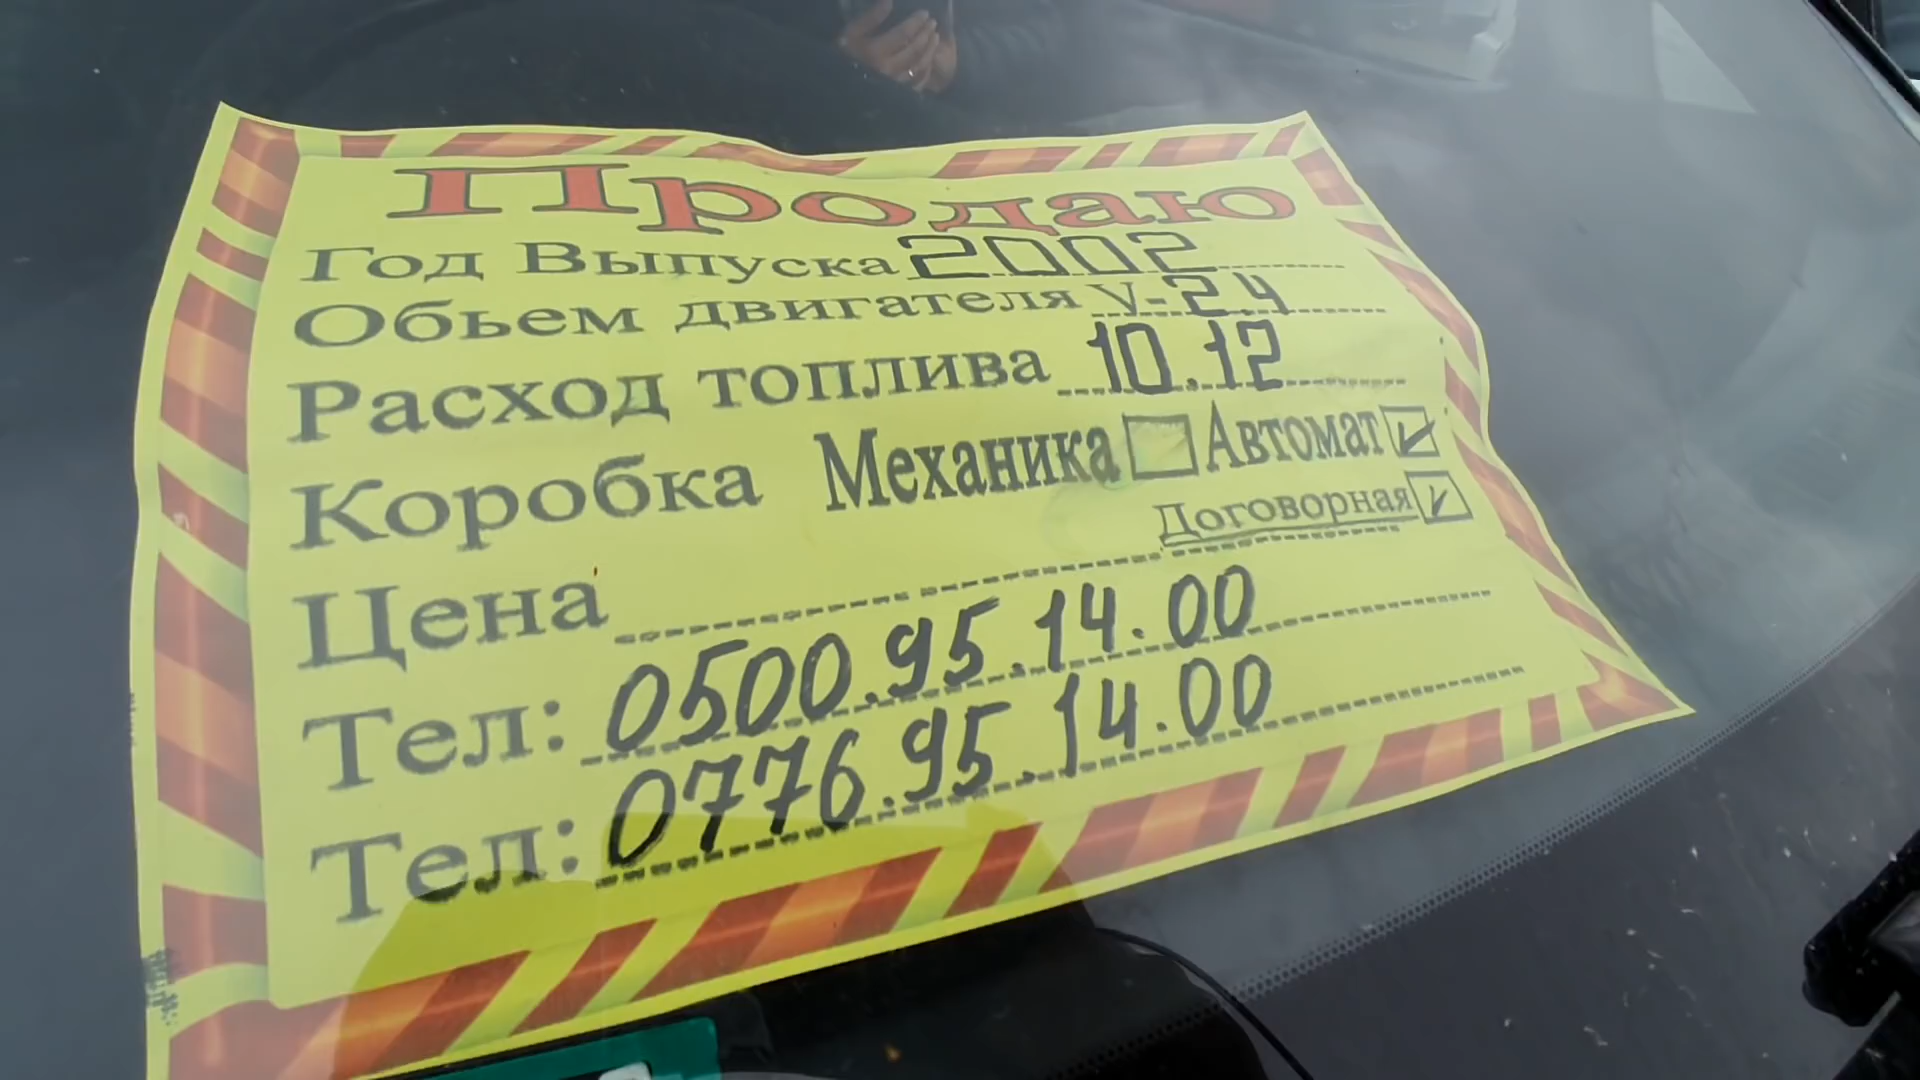 Продаю
Год Выпуска 2002
Обьем двигателя V-2.4
Расход топлива 10.12
Коробка Механика Автомат
Договорная
Цена
Тел: 0500.95.14.00
Тел: 0776.95.14.00